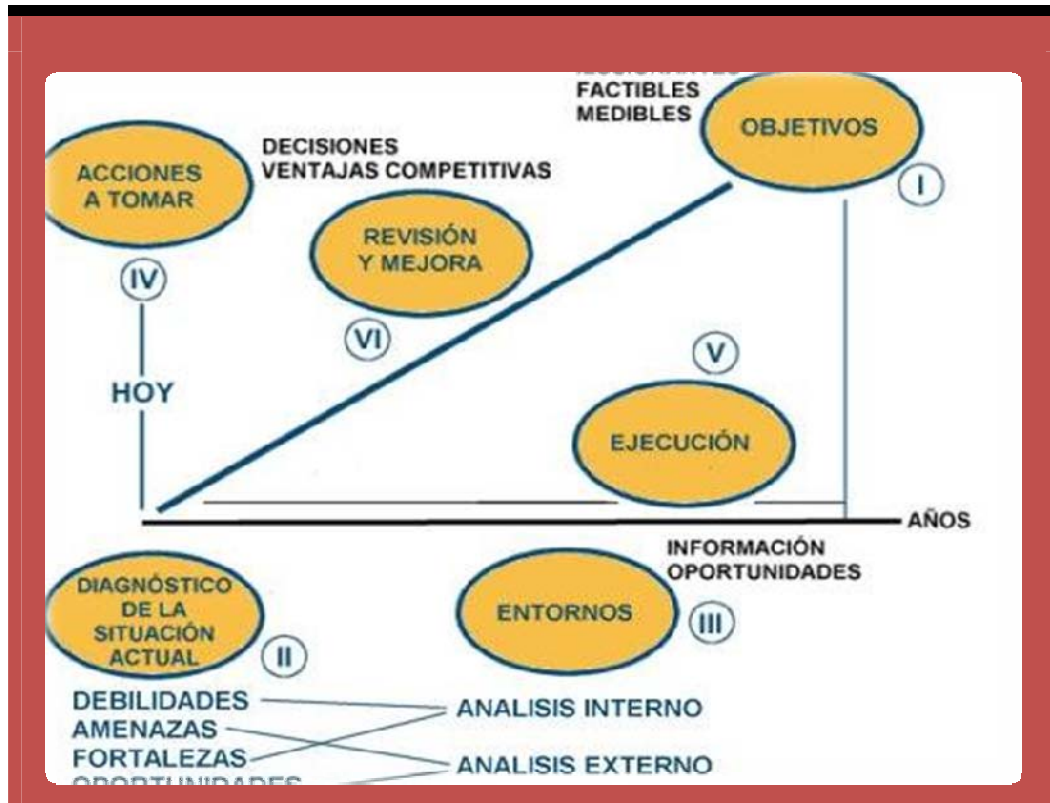 FACTIBLES
MEDIBLES
OBJETIVOS
I
DECISIONES
VENTAJAS COMPETITIVAS
ACCIONES
A TOMAR
IV
REVISIÓN
Y MEJORA
VI
HOY
V
EJECUCIÓN
AÑOS
INFORMACIÓN
OPORTUNIDADES
DIAGNÓSTICO
DE LA
SITUACIÓN
ACTUAL
II
ENTORNOS
III
DEBILIDADES
AMENAZAS
FORTALEZAS
OPORTUNIDADES
ANALISIS INTERNO
ANALISIS EXTERNO